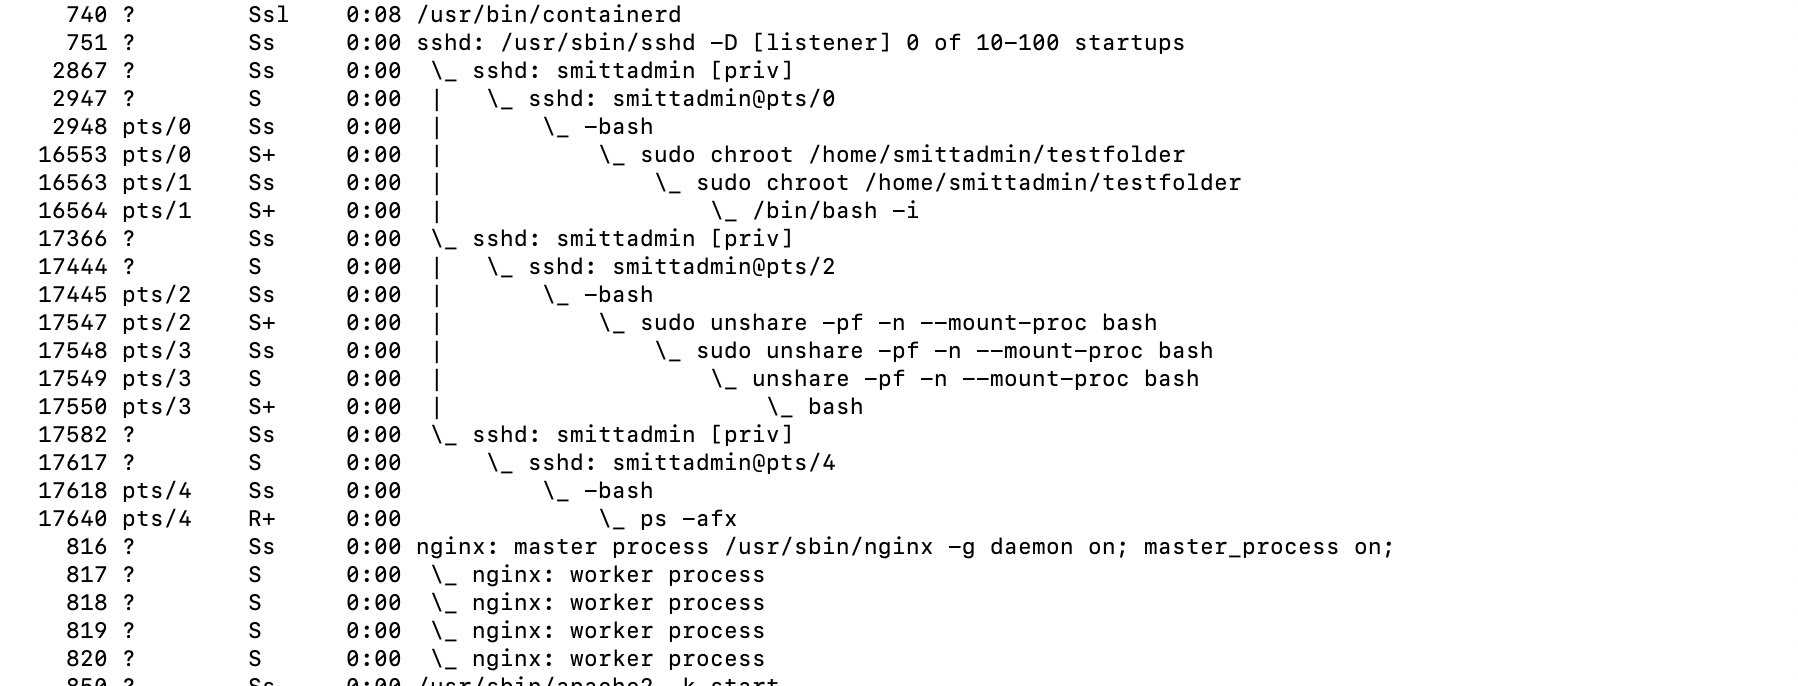 740 ?        Ssl    0:08 /usr/bin/containerd
751 ?        Ss     0:00 sshd: /usr/sbin/sshd -D [listener] 0 of 10-100 startups
2867 ?        Ss     0:00  \_ sshd: smittadmin [priv]
2947 ?        S      0:00  |   \_ sshd: smittadmin@pts/0
2948 pts/0    Ss     0:00  |       \_ -bash
16553 pts/0    S+     0:00  |           \_ sudo chroot /home/smittadmin/testfolder
16563 pts/1    Ss     0:00  |               \_ sudo chroot /home/smittadmin/testfolder
16564 pts/1    S+     0:00  |                   \_ /bin/bash -i
17366 ?        Ss     0:00  \_ sshd: smittadmin [priv]
17444 ?        S      0:00  |   \_ sshd: smittadmin@pts/2
17445 pts/2    Ss     0:00  |       \_ -bash
17547 pts/2    S+     0:00  |           \_ sudo unshare -pf -n --mount-proc bash
17548 pts/3    Ss     0:00  |               \_ sudo unshare -pf -n --mount-proc bash
17549 pts/3    S      0:00  |                   \_ unshare -pf -n --mount-proc bash
17550 pts/3    S+     0:00  |                       \_ bash
17582 ?        Ss     0:00  \_ sshd: smittadmin [priv]
17617 ?        S      0:00      \_ sshd: smittadmin@pts/4
17618 pts/4    Ss     0:00          \_ -bash
17640 pts/4    R+     0:00              \_ ps -afx
816 ?        Ss     0:00 nginx: master process /usr/sbin/nginx -g daemon on; master_process on;
817 ?        S      0:00  \_ nginx: worker process
818 ?        S      0:00  \_ nginx: worker process
819 ?        S      0:00  \_ nginx: worker process
820 ?        S      0:00  \_ nginx: worker process
850 ?        Ss     0:00 /usr/sbin/apache2 -k start